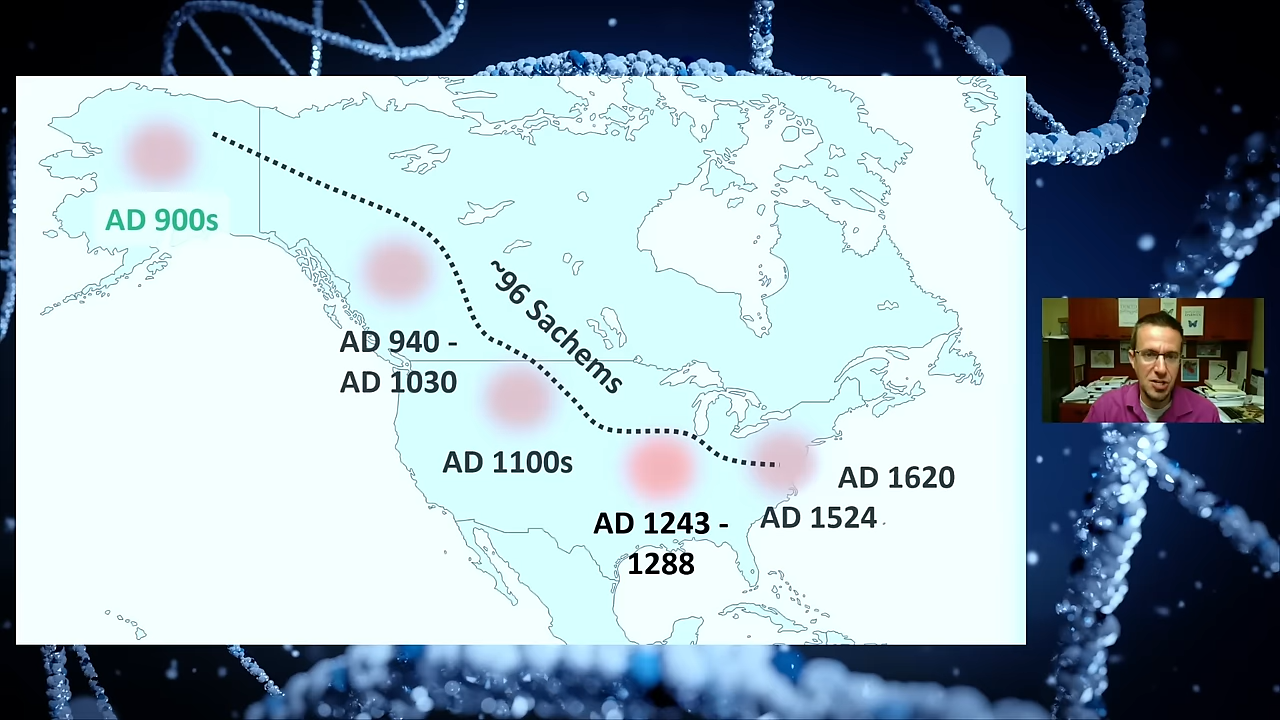 AD 900s
~96 Sachems
AD 940 -
AD 1030
AD 1100s
AD 1243 -
1288
AD 1620
AD 1524